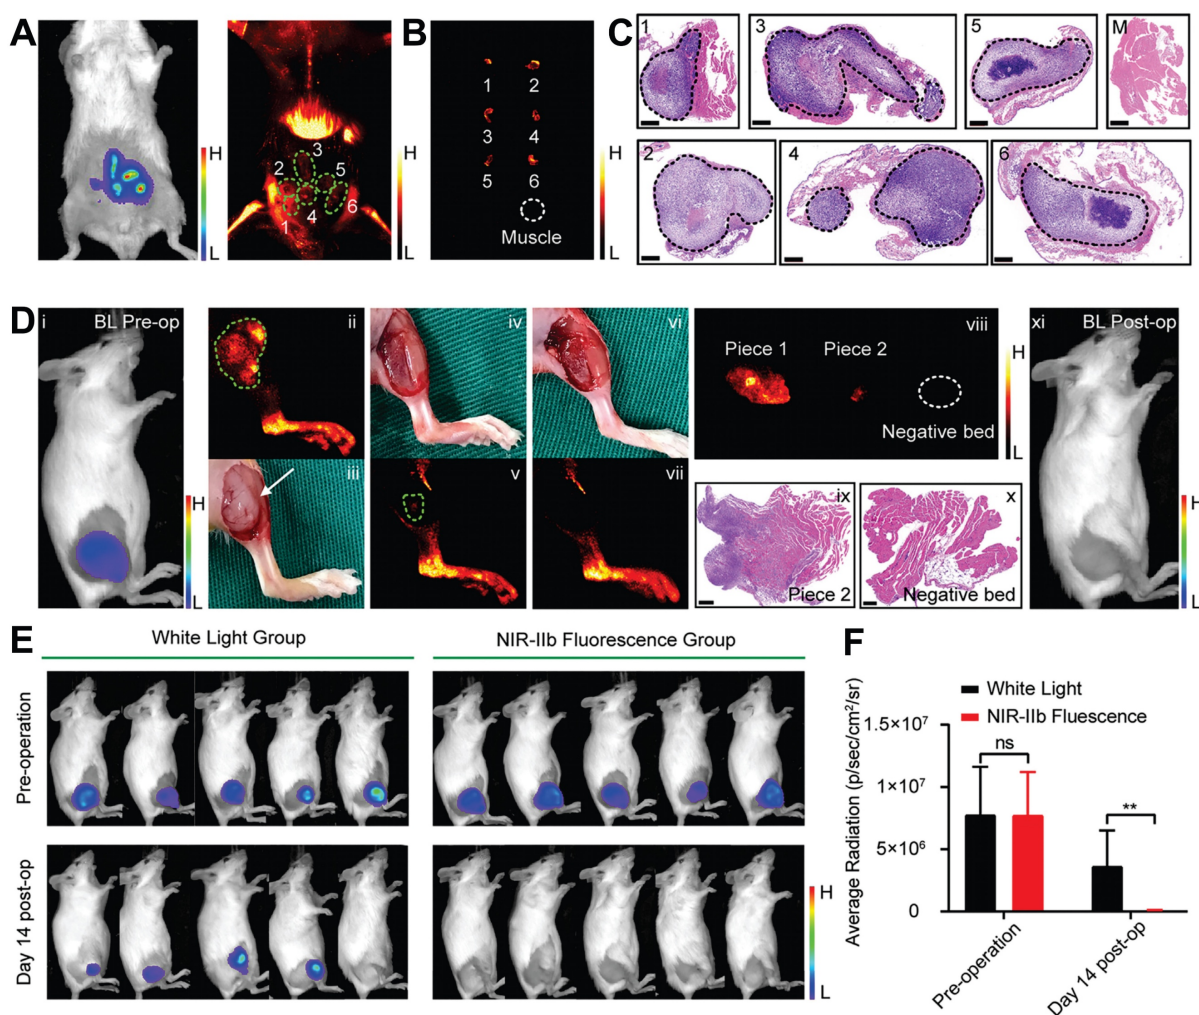 A
H
L
1
2
3
4
5
6
H
L
B
1
2
3
4
5
6
Muscle
H
L
C
1
3
5
M
2
4
6
D
i
BL Pre-op
H
L
ii
iii
iv
v
vi
vii
viii
Piece 1
Piece 2
Negative bed
H
L
ix
Piece 2
x
Negative bed
xi
BL Post-op
H
L
E
White Light Group
NIR-IIb Fluorescence Group
Pre-operation
Day 14 post-op
H
L
F
White Light
NIR-IIb Fluescence
Average Radiation (p/sec/cm²/sr)
1.5×10⁷
1×10⁷
5×10⁶
0
ns
**
Pre-operation
Day 14 post-op